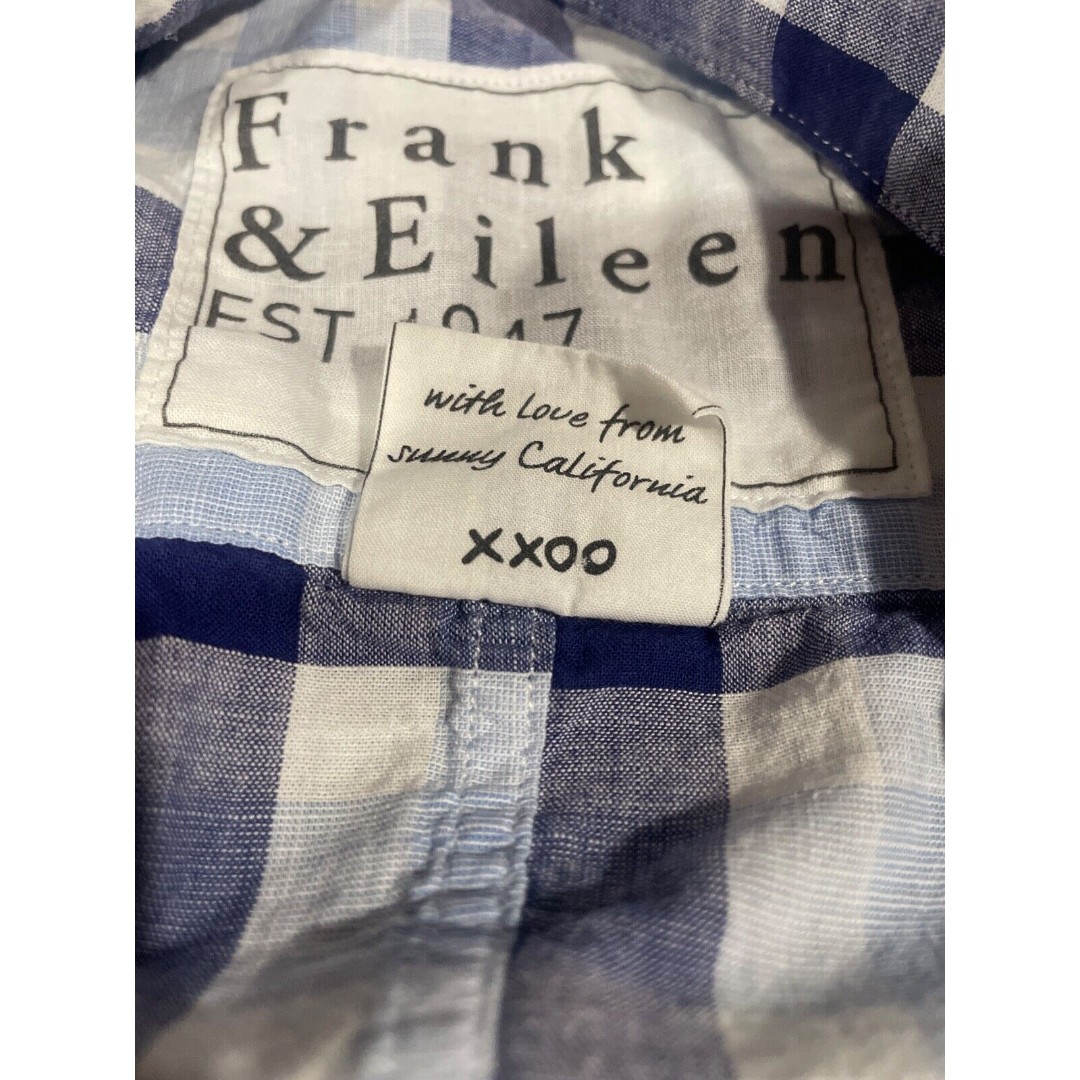 Frank
& Eileen
EST. 1947
with love from
sunny California
XXOO